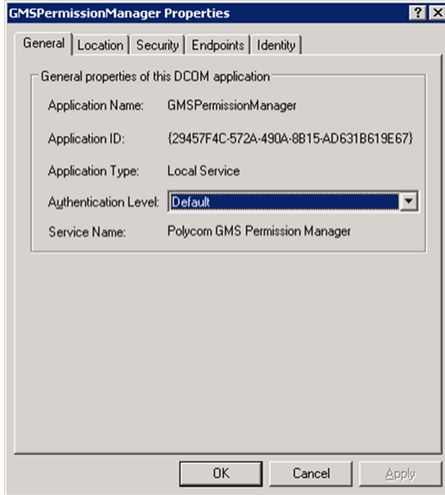 GMSPermissionManager Properties
General Location Security Endpoints Identity
General properties of this DCOM application
Application Name: GMSPermissionManager
Application ID: {29457F4C-572A-490A-8B15-AD631B619E67}
Application Type: Local Service
Authentication Level: Default
Service Name: Polycom GMS Permission Manager
OK Cancel Apply